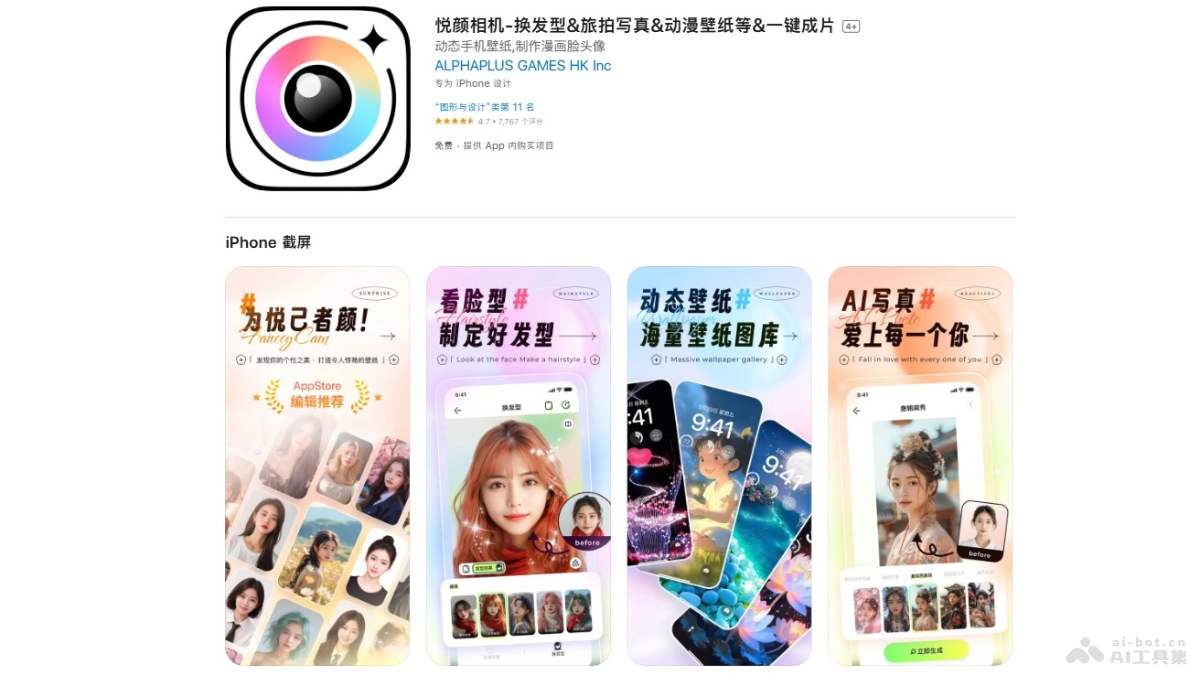 悦颜相机-换发型&旅拍写真&动漫壁纸等&一键成片 4+
动态手机壁纸,制作漫画脸头像
ALPHAPLUS GAMES HK Inc
专为 iPhone 设计
“图形与设计”类第 11 名
4.7 • 7,767 个评分
免费 · 提供 App 内购买项目
iPhone 截屏
SURPRISE
#
为悦己者颜!
FanceyCam
「 发现你的个性之美 · 打造令人惊艳的壁纸 」
AppStore
编辑推荐
HAIRSTYLE
看脸型#
Hairstyle
制定好发型
「 Look at the face Make a hairstyle 」
9:41
换发型
before
WALLPAPER
动态壁纸#
海量壁纸图库
「 Massive wallpaper gallery 」
:41
9:41
9:41
BEAUTIFUL
AI写真#
AI Photo
爱上每一个你
「 Fall in love with every one of you 」
9:41
before
立即生成
ai-bot.cn
AI工具集